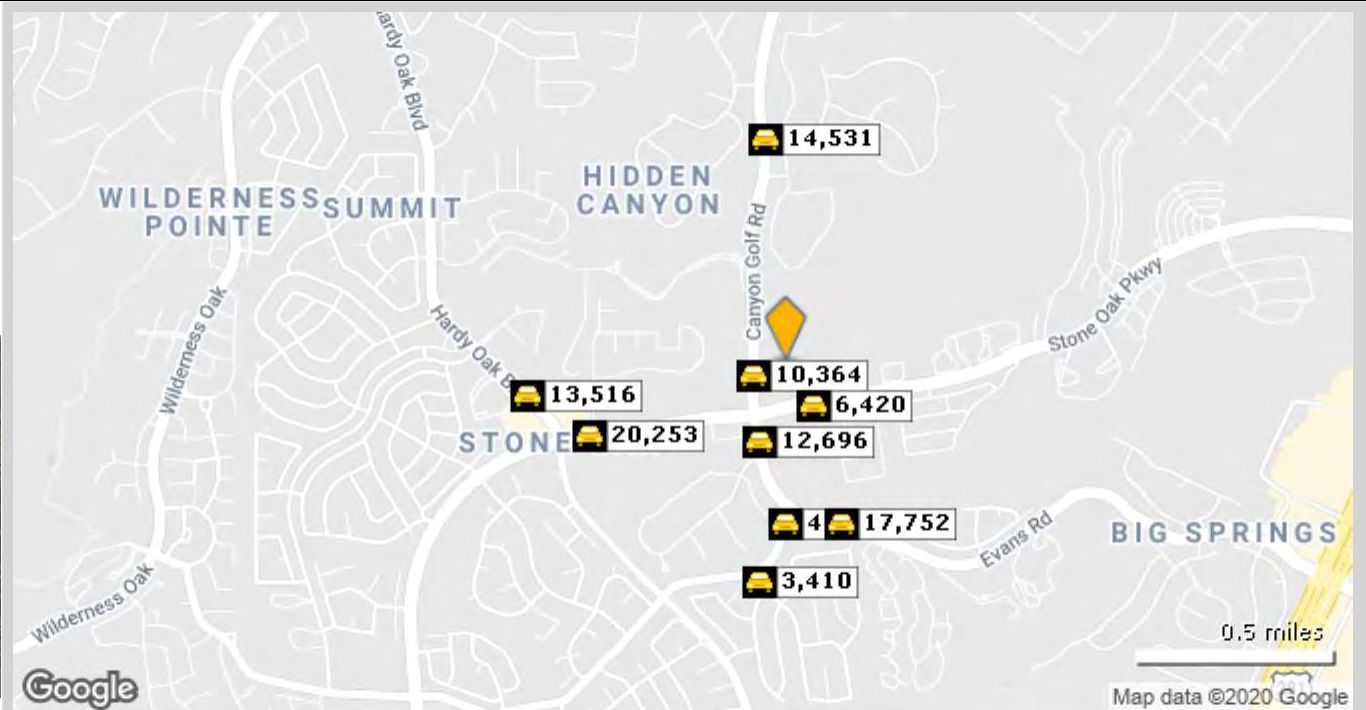 Hardy Oak Blvd
14,531
HIDDEN
CANYON
WILDERNESS
POINTE
SUMMIT
Canyon Golf Rd
Stone Oak Pkwy
Wilderness Oak
Hardy Oak B
10,364
13,516
6,420
20,253
STONE
12,696
4
17,752
Evans Rd
BIG SPRINGS
3,410
Wilderness Oak
0.5 miles
Google
Map data ©2020 Google